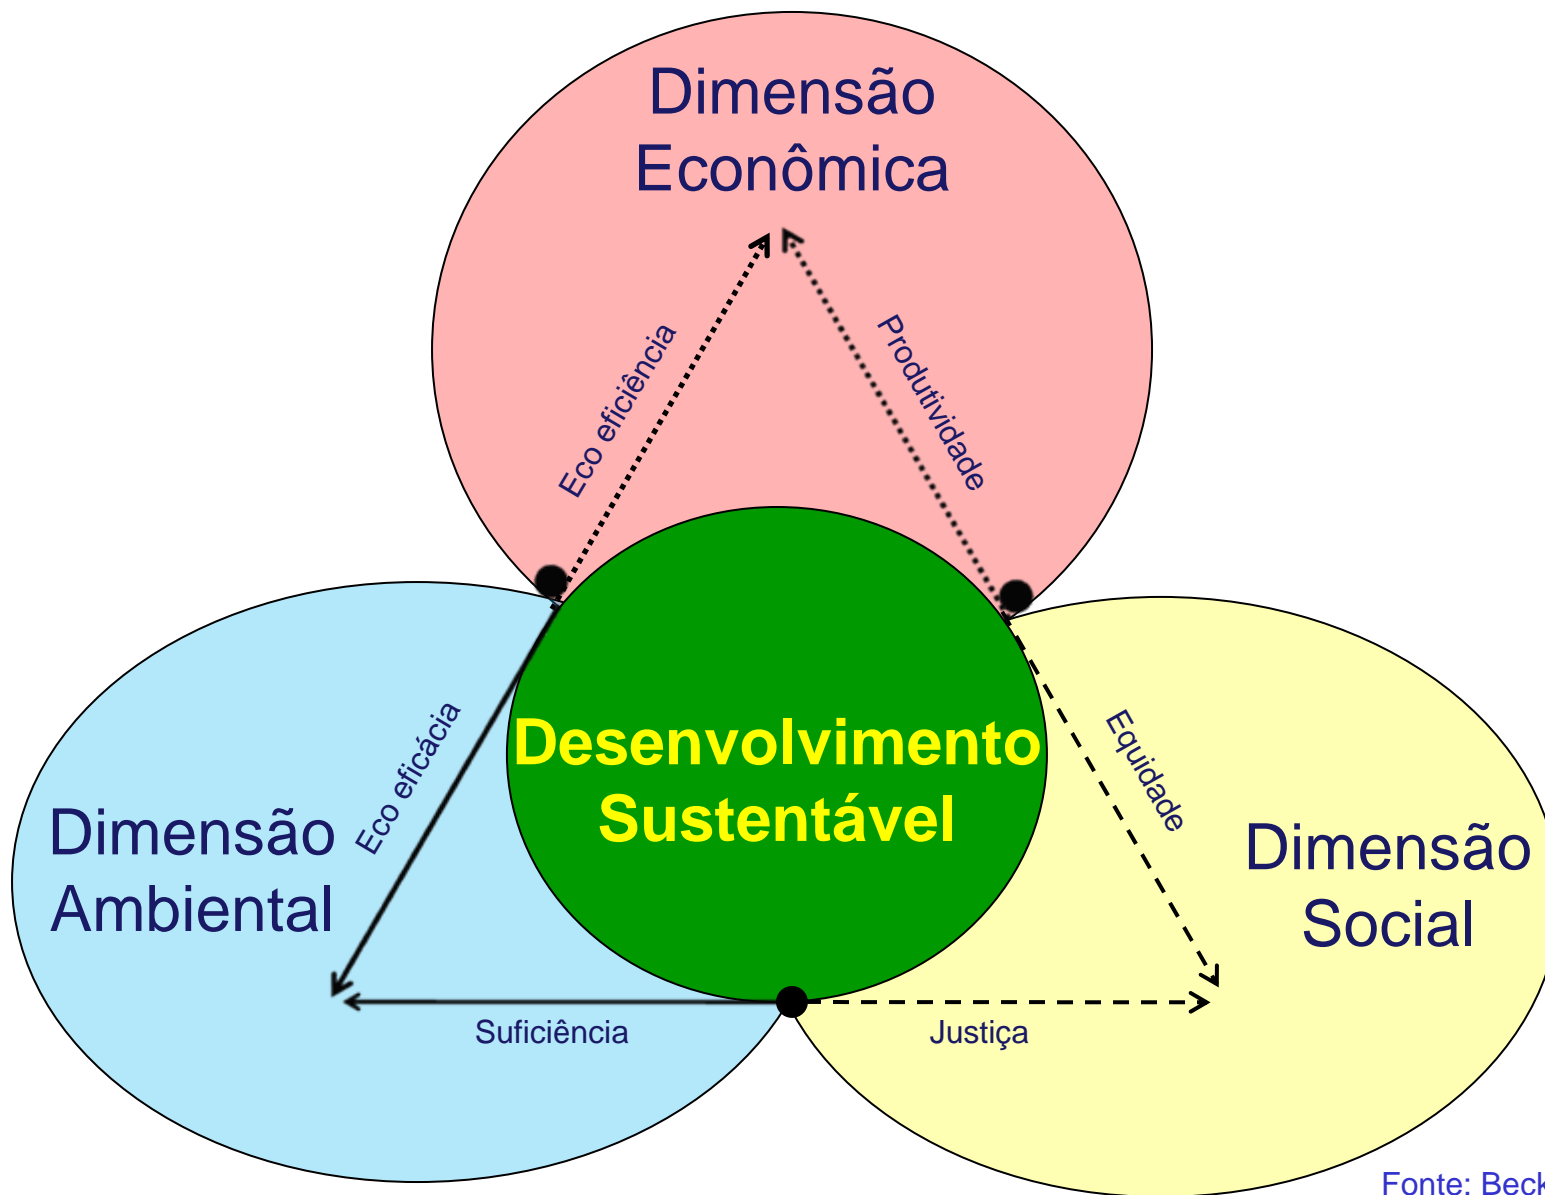 Dimensão
Econômica
Eco eficiência
Produtividade
Eco eficácia
Equidade
Desenvolvimento
Sustentável
Dimensão
Ambiental
Dimensão
Social
Suficiência
Justiça
Fonte: Beck